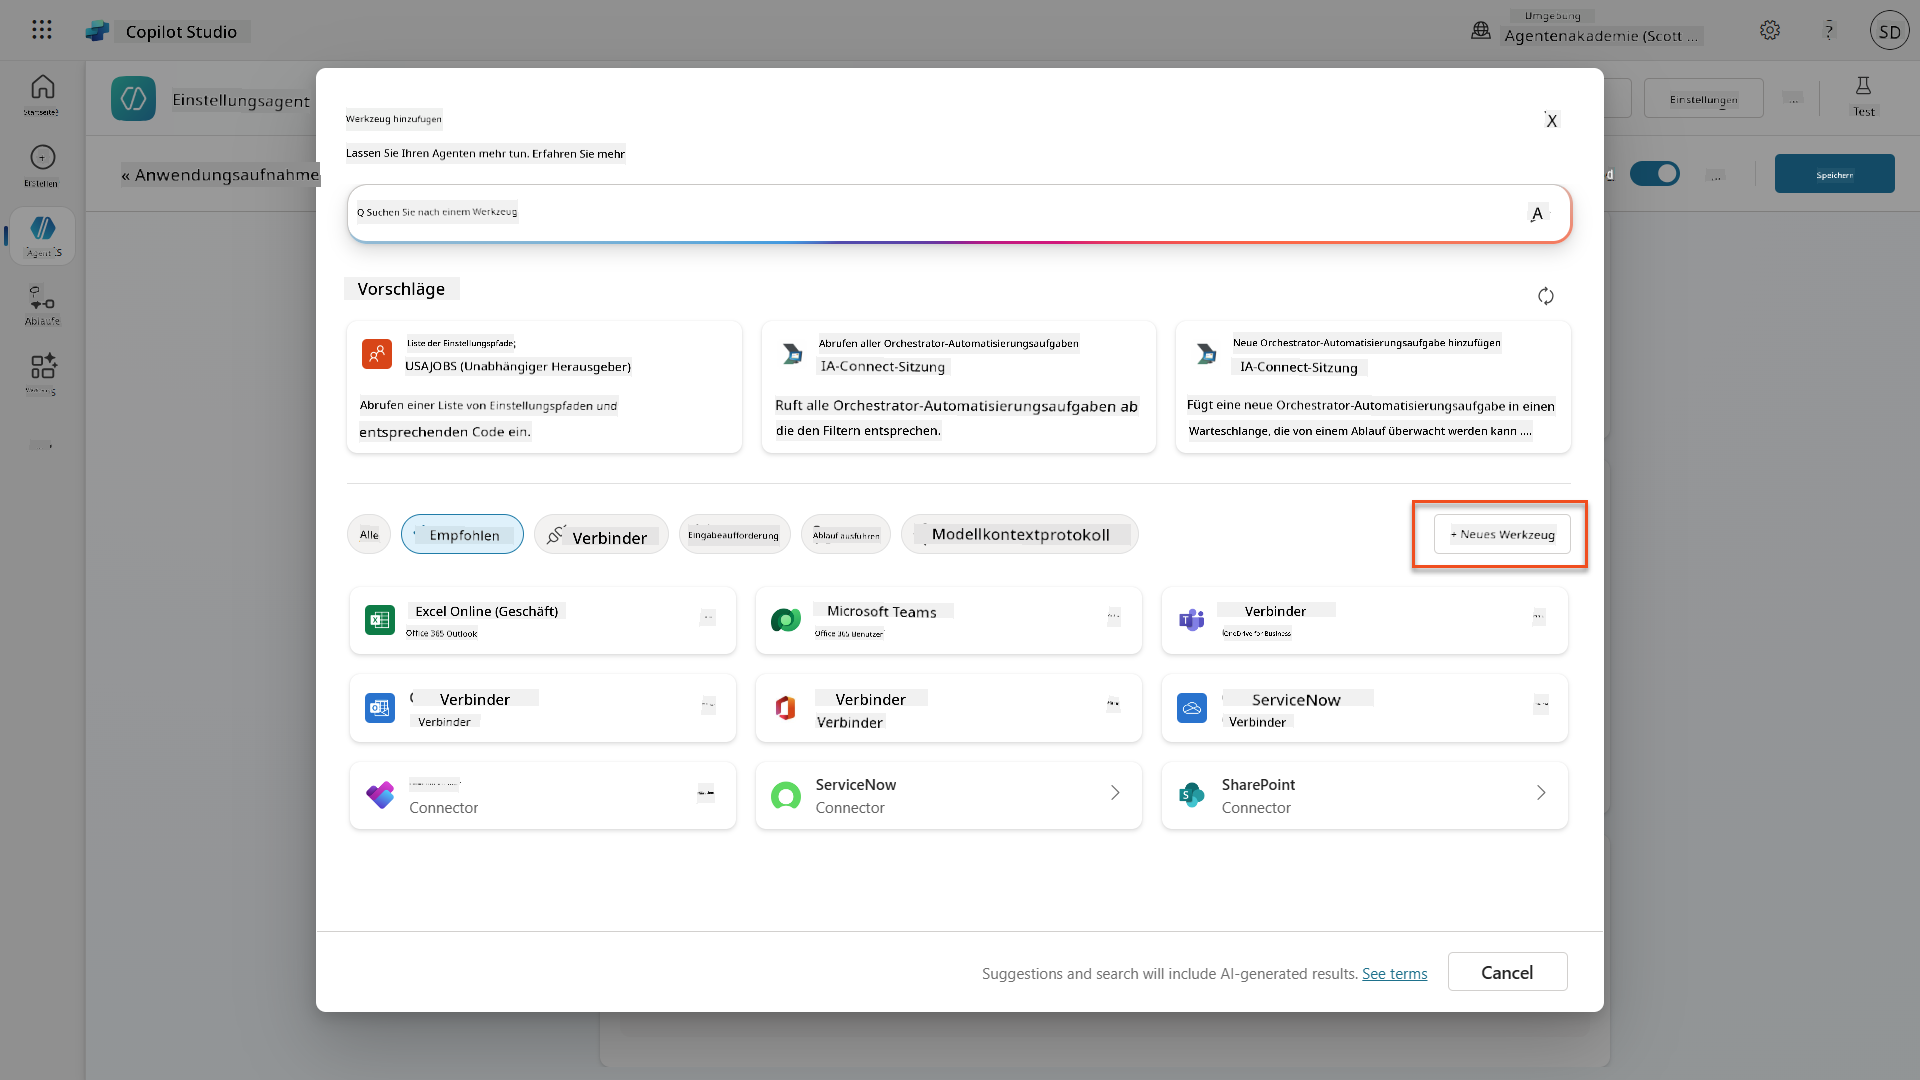 Copilot Studio
Umgebung
Agentenakademie (Scott ...
?
SD
Startseite
Einstellungsagent
Einstellungen
...
Test
Erstellen
« Anwendungsaufnahme
...
Speichern
Agents
Abläufe
Werkzeug hinzufügen
X
Lassen Sie Ihren Agenten mehr tun. Erfahren Sie mehr
Q Suchen Sie nach einem Werkzeug
A
Vorschläge
Liste der Einstellungspfade;
USAJOBS (Unabhängiger Herausgeber)
Abrufen einer Liste von Einstellungspfaden und
entsprechenden Code ein.
Abrufen aller Orchestrator-Automatisierungsaufgaben
IA-Connect-Sitzung
Ruft alle Orchestrator-Automatisierungsaufgaben ab
die den Filtern entsprechen.
Neue Orchestrator-Automatisierungsaufgabe hinzufügen
IA-Connect-Sitzung
Fügt eine neue Orchestrator-Automatisierungsaufgabe in einen
Warteschlange, die von einem Ablauf überwacht werden kann ....
Alle
Empfohlen
Verbinder
Eingabeaufforderung
Ablauf ausführen
Modellkontextprotokoll
+ Neues Werkzeug
Excel Online (Geschäft)
Office 365 Outlook
Microsoft Teams
Office 365 Benutzer
Verbinder
OneDrive for Business
Verbinder
Verbinder
Verbinder
Verbinder
ServiceNow
Verbinder
Connector
ServiceNow
Connector
SharePoint
Connector
Suggestions and search will include AI-generated results. See terms
Cancel